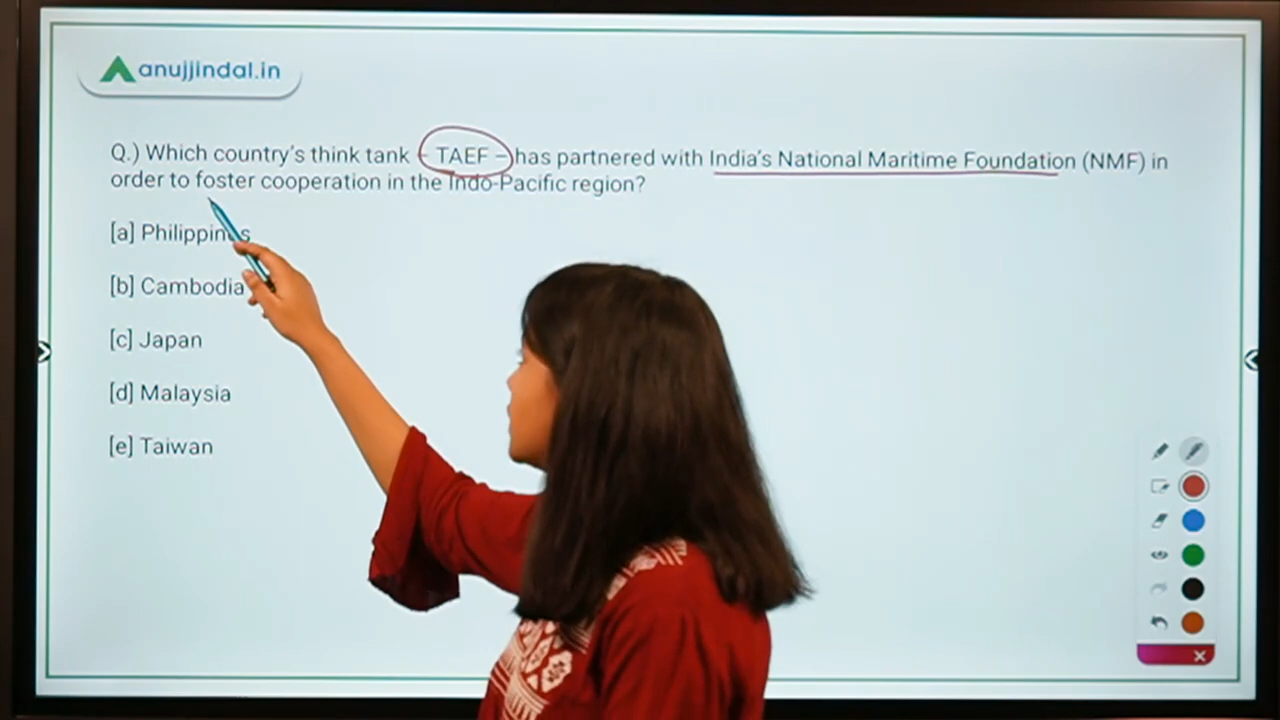 anujjindal.in
Q.) Which country's think tank - TAEF - has partnered with India's National Maritime Foundation (NMF) in
order to foster cooperation in the Indo-Pacific region?
[a] Philippines
[b] Cambodia
[c] Japan
[d] Malaysia
[e] Taiwan